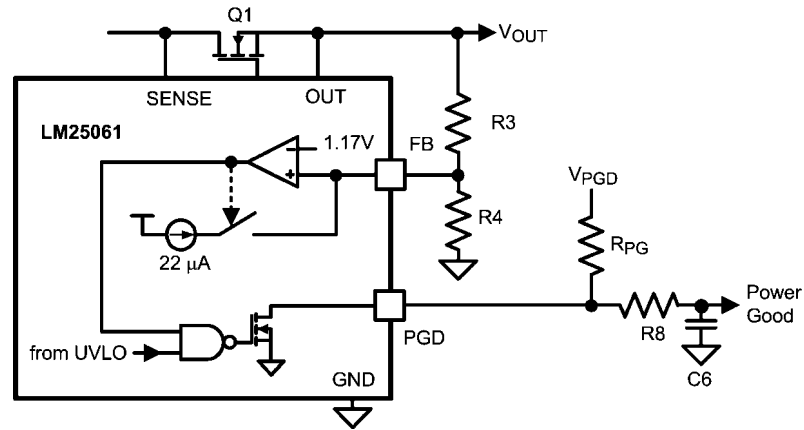 Q1
VOUT
SENSE
OUT
LM25061
1.17V
FB
R3
VPGD
R4
RPG
22 μA
Power
Good
R8
PGD
from UVLO
GND
C6